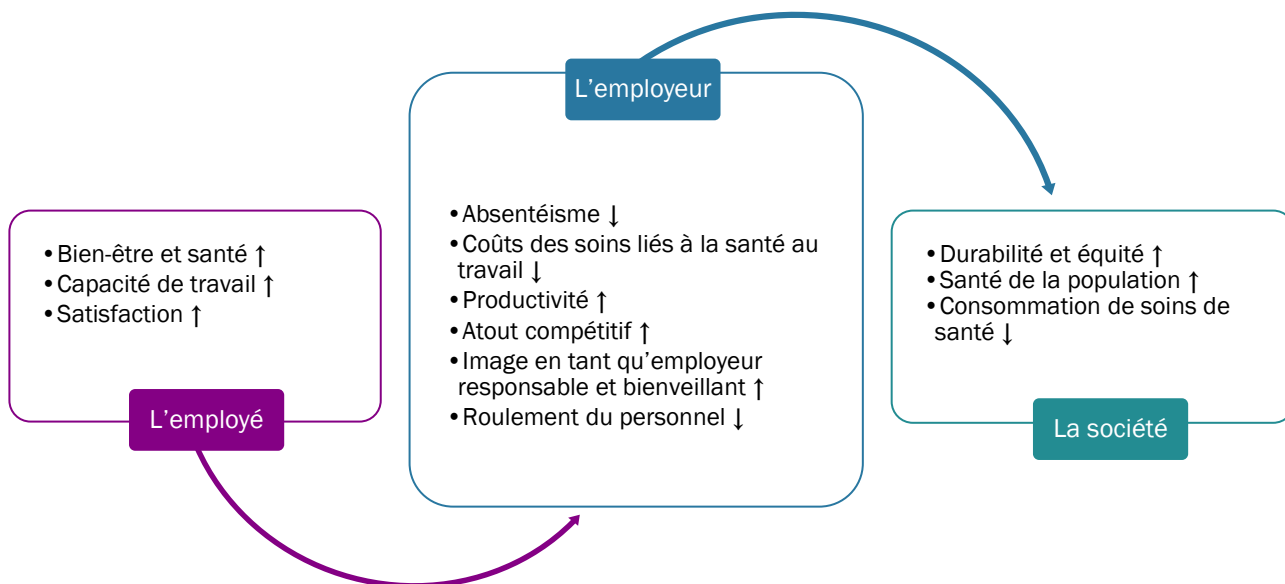 L'employeur
• Absentéisme ↓
• Coûts des soins liés à la santé au
travail ↓
• Productivité ↑
• Atout compétitif ↑
• Image en tant qu'employeur
responsable et bienveillant ↑
• Roulement du personnel ↓
• Bien-être et santé ↑
• Capacité de travail ↑
• Satisfaction ↑
L'employé
• Durabilité et équité ↑
• Santé de la population ↑
• Consommation de soins de
santé ↓
La société